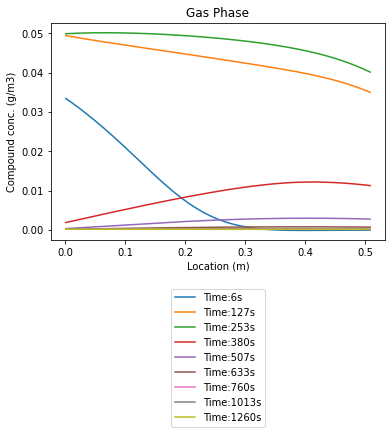 Gas Phase
Compound conc. (g/m3)
0.05
0.04
0.03
0.02
0.01
0.00
0.0 0.1 0.2 0.3 0.4 0.5
Location (m)
Time:6s
Time:127s
Time:253s
Time:380s
Time:507s
Time:633s
Time:760s
Time:1013s
Time:1260s